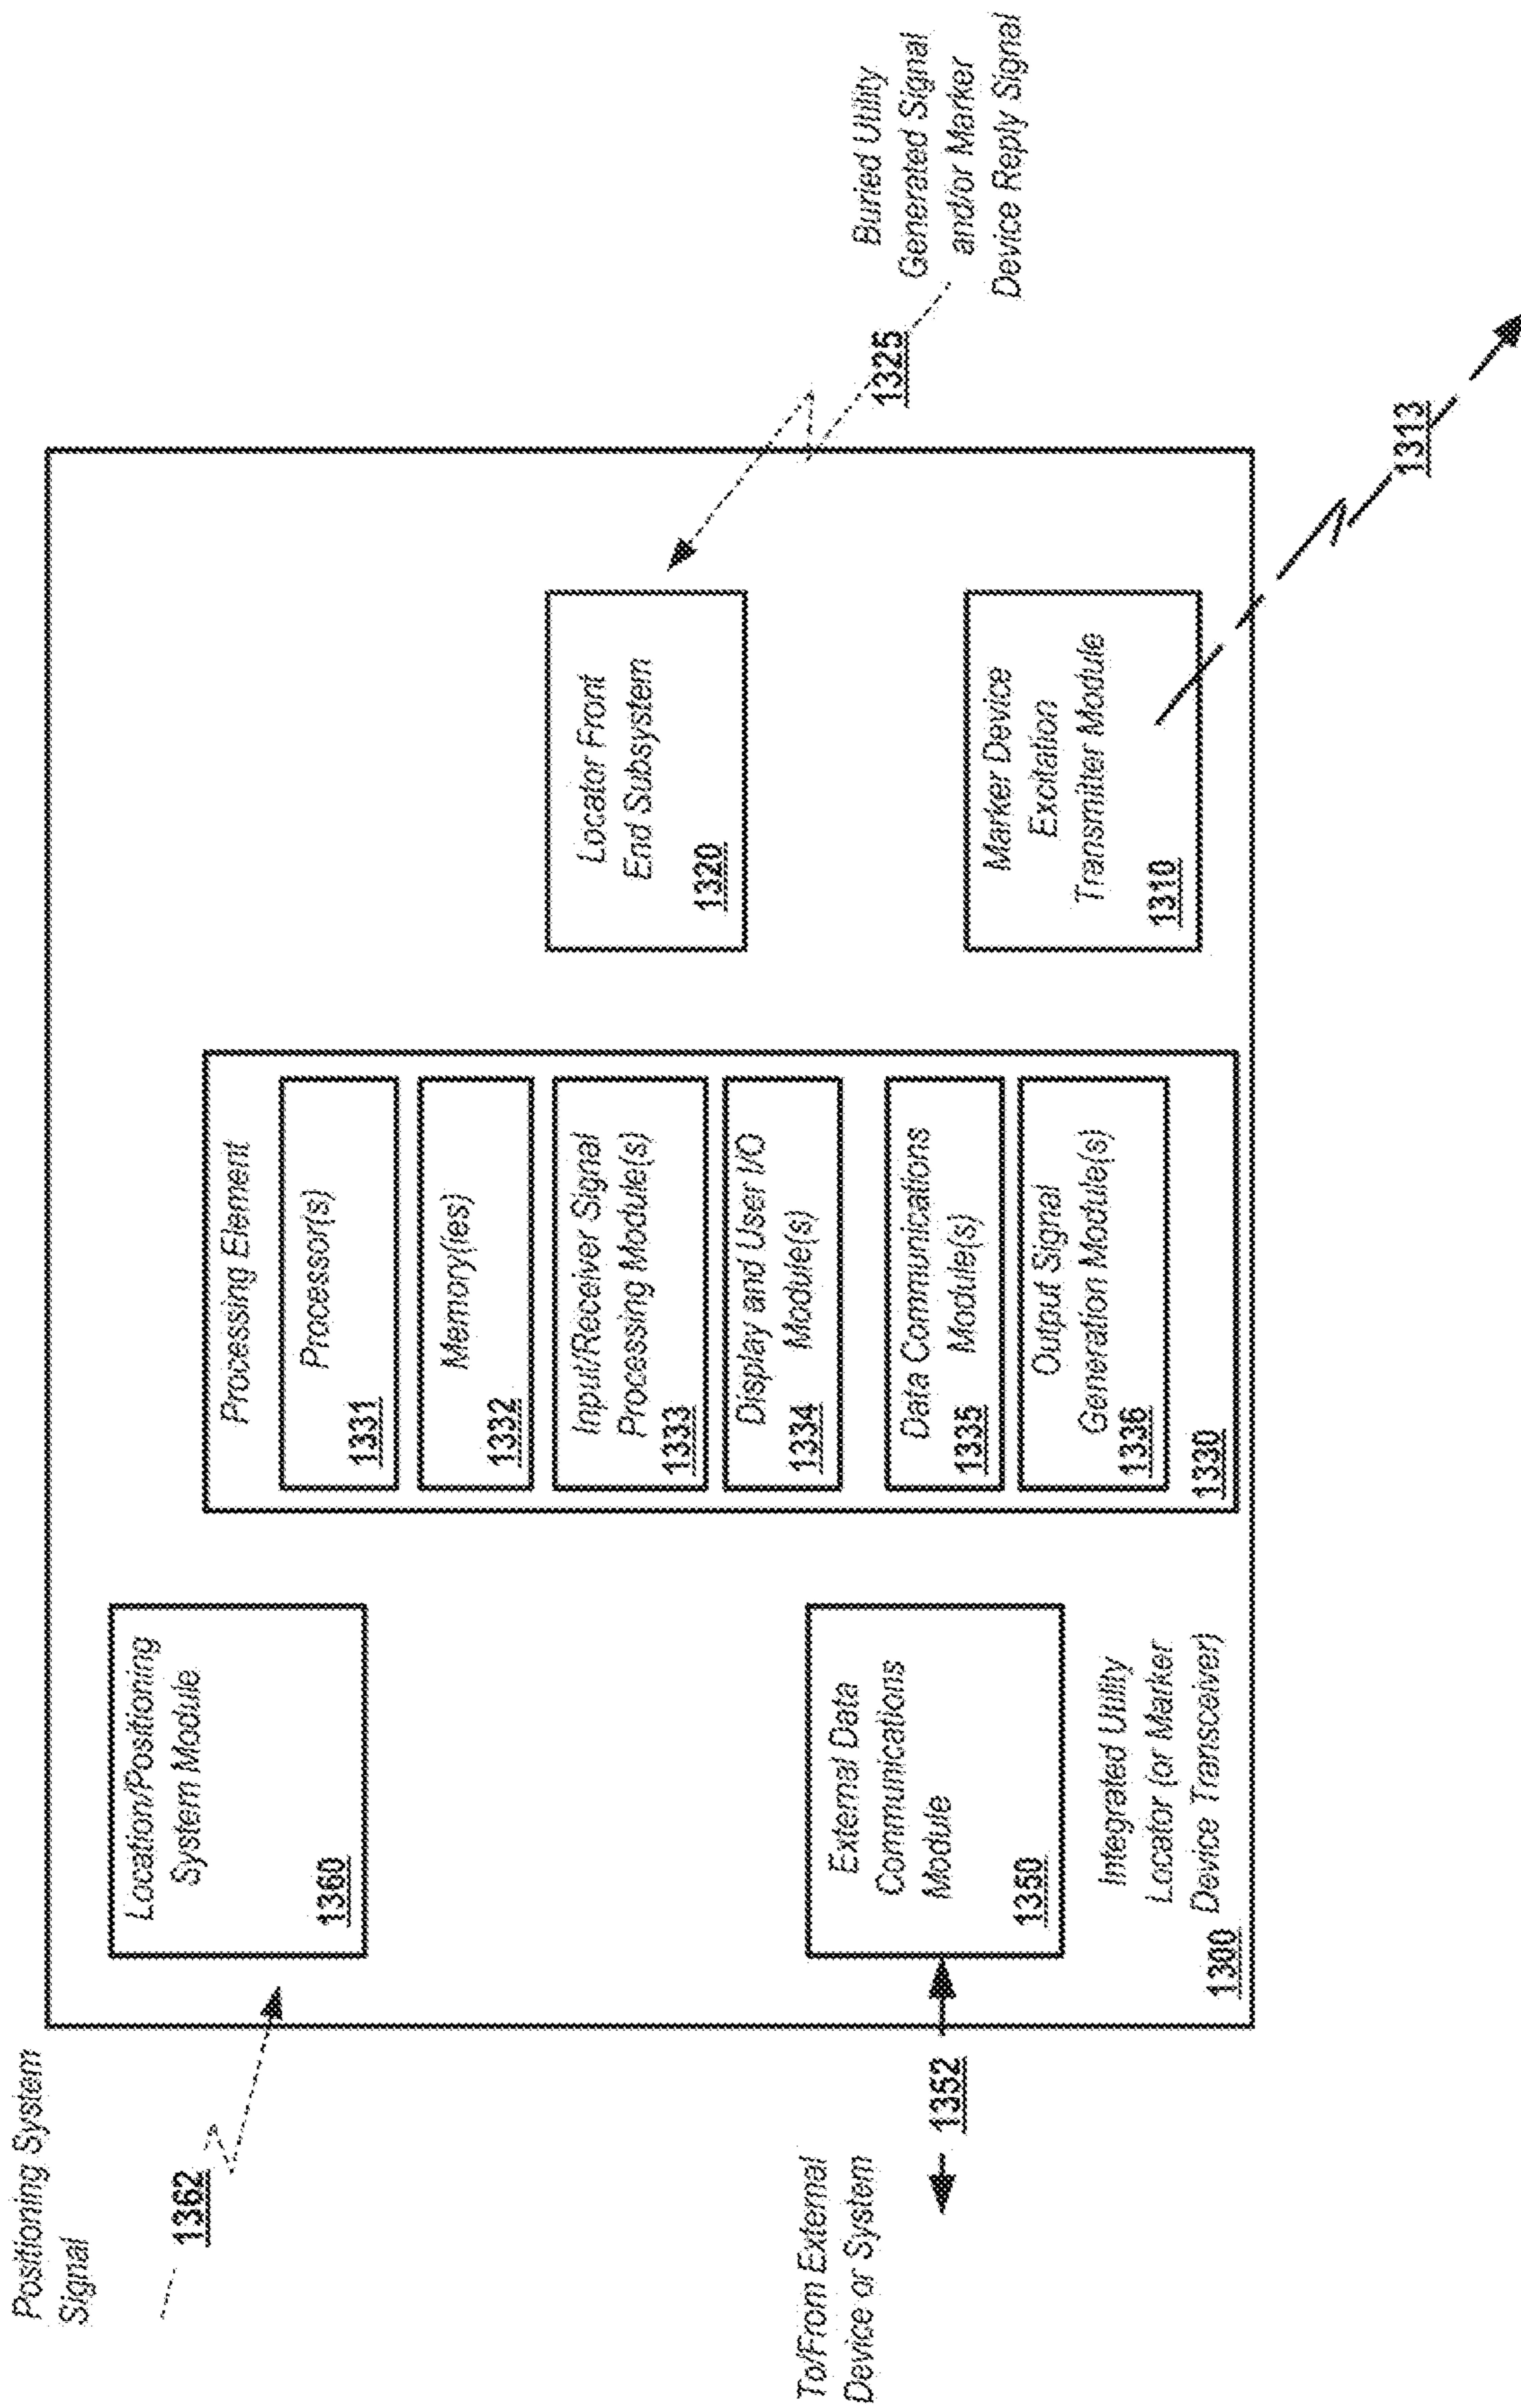 Positioning System
Signal
1362
Location/Positioning
System Module
1360
To/From External
Device or System
1352
External Data
Communications
Module
1350
Integrated Utility
Locator (or Marker
Device Transceiver)
1300
Processing Element
Processor(s)
1331
Memory(ies)
1332
Input/Receiver Signal
Processing Module(s)
1333
Display and User I/O
Module(s)
1334
Data Communications
Module(s)
1335
Output Signal
Generation Module(s)
1336
1330
Locator Front
End Subsystem
1320
Marker Device
Excitation
Transmitter Module
1310
Buried Utility
Generated Signal
and/or Marker
Device Reply Signal
1325
1313